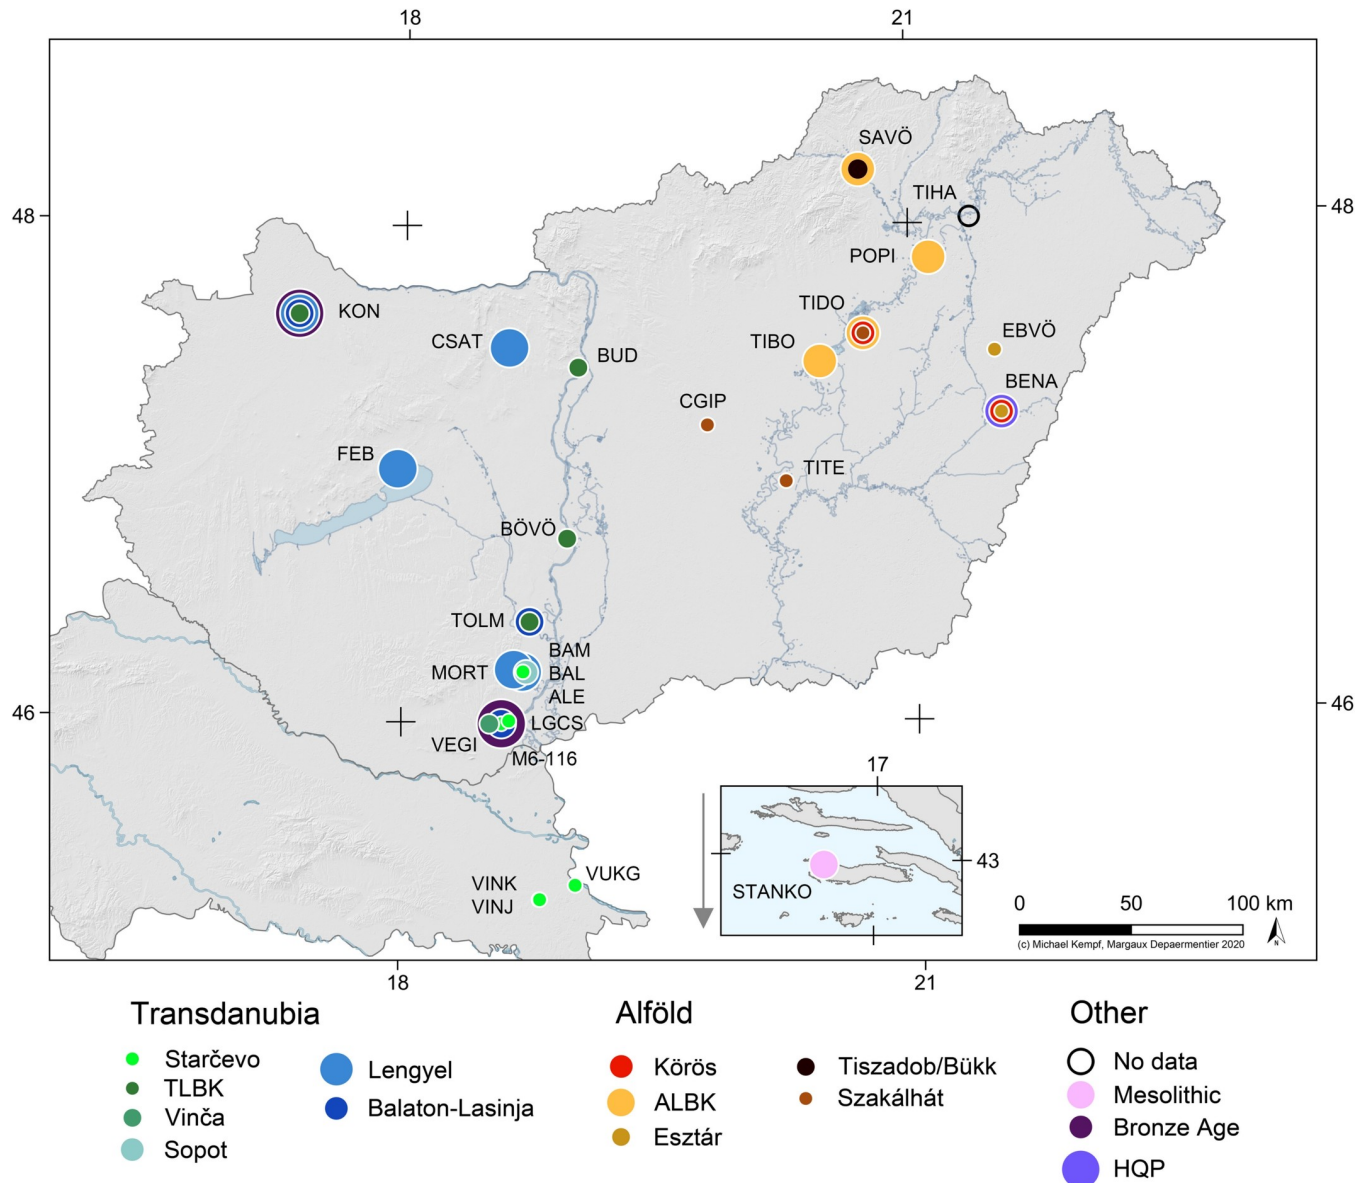 18
21
SAVÖ
TIHA
48
48
POPI
TIDO
KON
CSAT
BUD
TIBO
EBVÖ
BENA
CGIP
FEB
TITE
BÖVÖ
TOLM
BAM
MORT
BAL
ALE
46
46
LGCS
VEGI
M6-116
17
43
VUKG
VINK
VINJ
STANKO
0 50 100 km
(c) Michael Kempf, Margaux Depaermentier 2020
N
18
21
Transdanubia
Starčevo
TLBK
Vinča
Sopot
Lengyel
Balaton-Lasinja
Alföld
Körös
ALBK
Esztár
Tiszadob/Bükk
Szakálhát
Other
No data
Mesolithic
Bronze Age
HQP